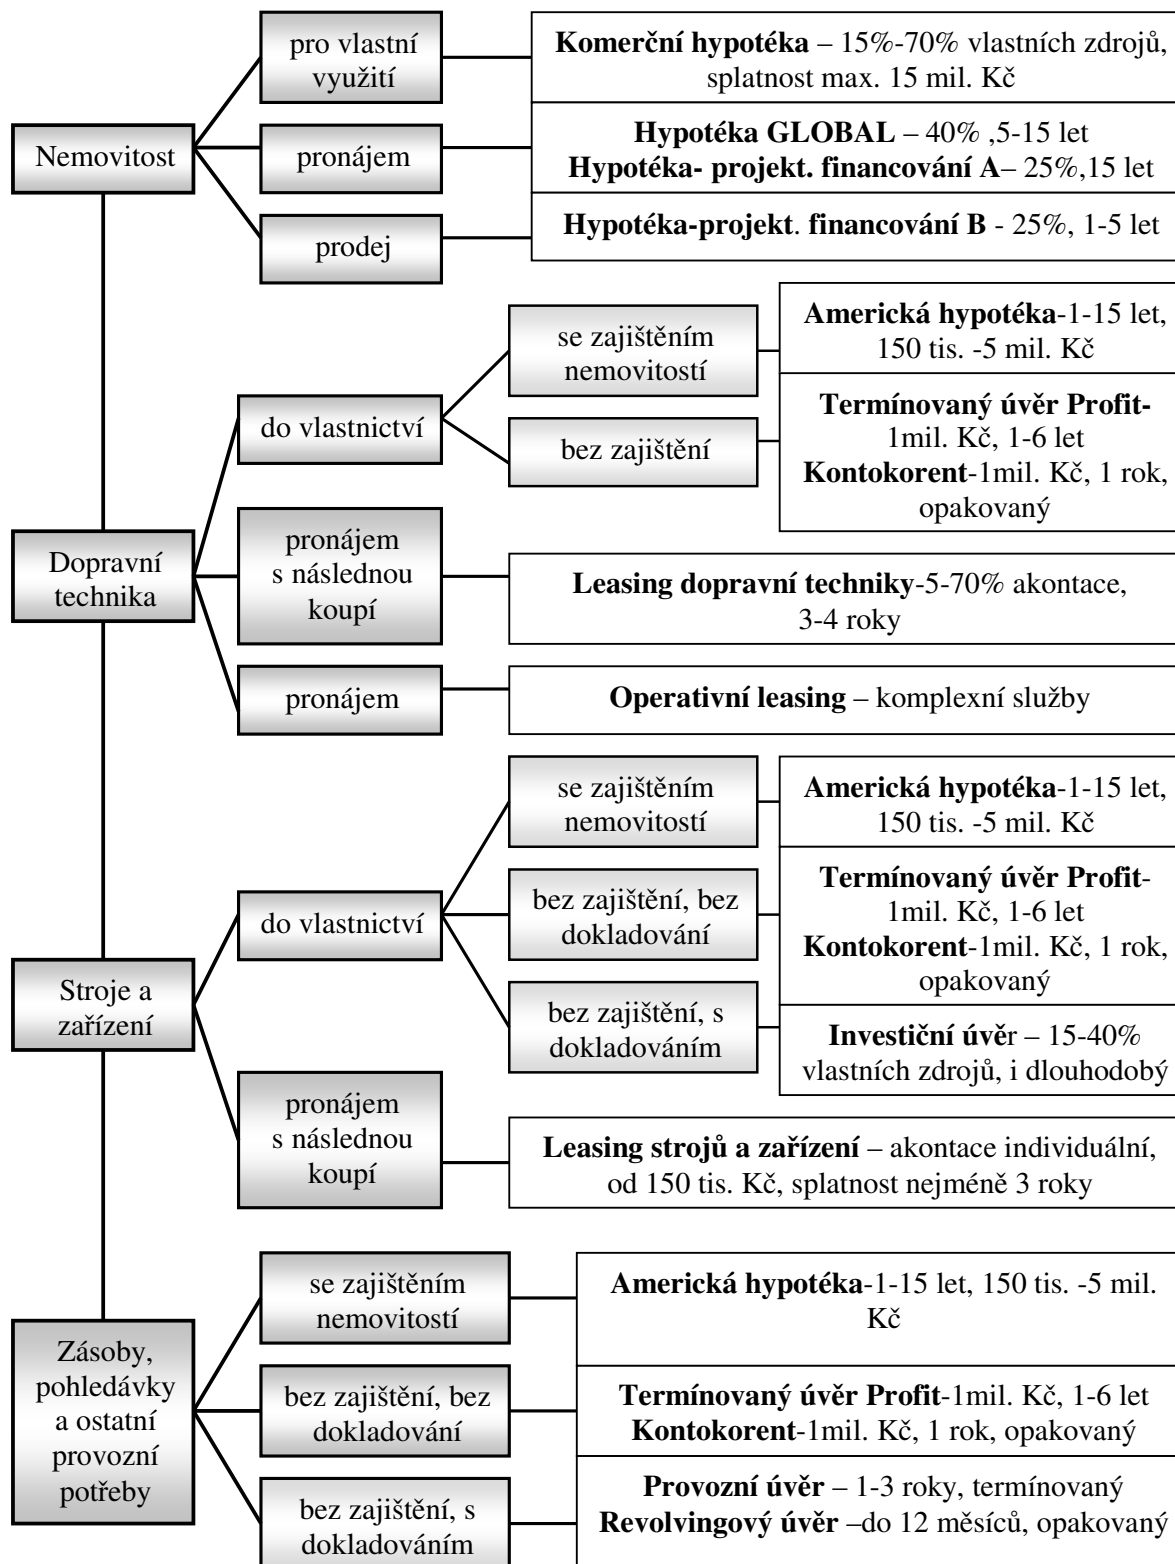 pro vlastní
využití
Komerční hypotéka – 15%-70% vlastních zdrojů,
splatnost max. 15 mil. Kč
Nemovitost
pronájem
Hypotéka GLOBAL – 40% ,5-15 let
Hypotéka- projekt. financování A– 25%,15 let
prodej
Hypotéka-projekt. financování B - 25%, 1-5 let
Dopravní
technika
do vlastnictví
se zajištěním
nemovitostí
Americká hypotéka-1-15 let,
150 tis. -5 mil. Kč
bez zajištění
Termínovaný úvěr Profit-
1mil. Kč, 1-6 let
Kontokorent-1mil. Kč, 1 rok,
opakovaný
pronájem
s následnou
koupí
Leasing dopravní techniky-5-70% akontace,
3-4 roky
pronájem
Operativní leasing – komplexní služby
Stroje a
zařízení
do vlastnictví
se zajištěním
nemovitostí
Americká hypotéka-1-15 let,
150 tis. -5 mil. Kč
bez zajištění, bez
dokladování
Termínovaný úvěr Profit-
1mil. Kč, 1-6 let
Kontokorent-1mil. Kč, 1 rok,
opakovaný
bez zajištění, s
dokladováním
Investiční úvěr – 15-40%
vlastních zdrojů, i dlouhodobý
pronájem
s následnou
koupí
Leasing strojů a zařízení – akontace individuální,
od 150 tis. Kč, splatnost nejméně 3 roky
Zásoby,
pohledávky
a ostatní
provozní
potřeby
se zajištěním
nemovitostí
Americká hypotéka-1-15 let, 150 tis. -5 mil.
Kč
bez zajištění, bez
dokladování
Termínovaný úvěr Profit-1mil. Kč, 1-6 let
Kontokorent-1mil. Kč, 1 rok, opakovaný
bez zajištění, s
dokladováním
Provozní úvěr – 1-3 roky, termínovaný
Revolvingový úvěr –do 12 měsíců, opakovaný